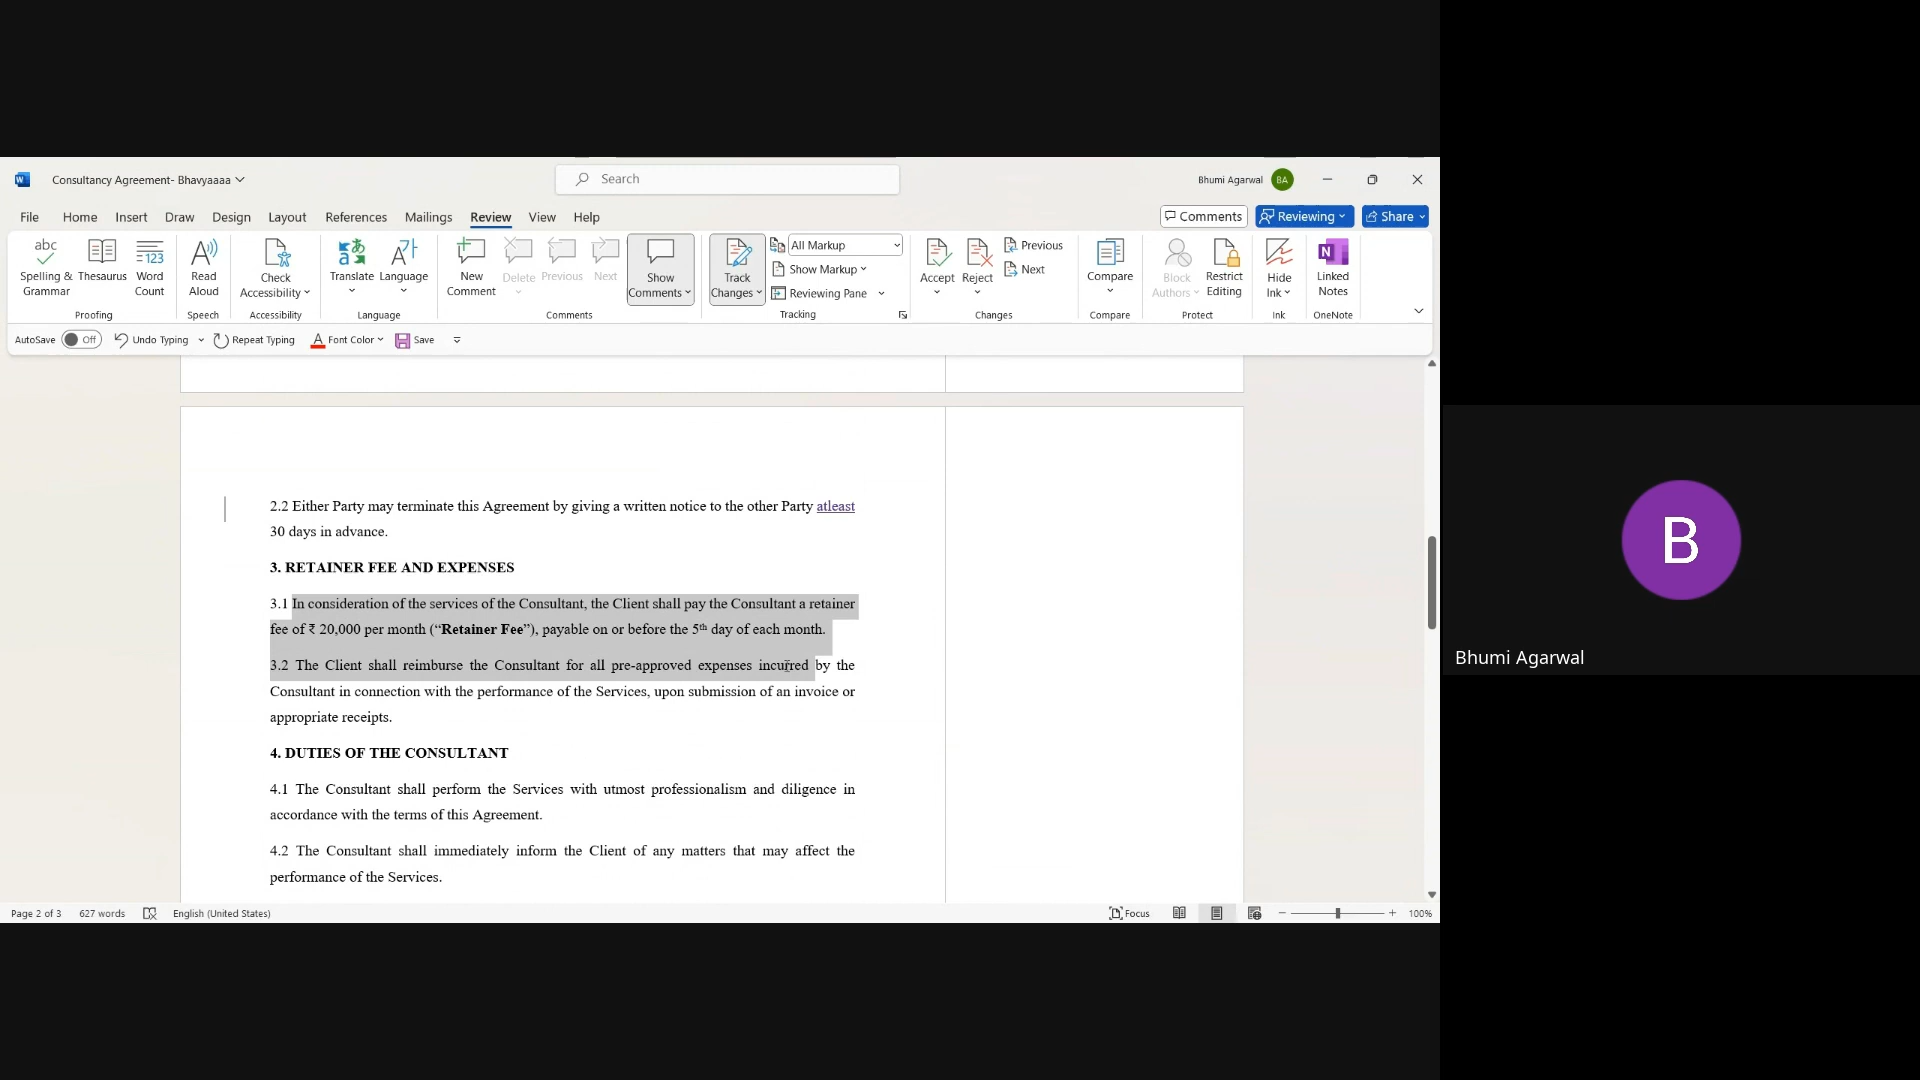 Consultancy Agreement- Bhavyaaaa
Search
Bhumi Agarwal BA
File Home Insert Draw Design Layout References Mailings Review View Help
Comments Reviewing Share
abc
123
Spelling & Grammar
Thesaurus
Word Count
Read Aloud
Check Accessibility
Translate
Language
New Comment
Delete
Previous
Next
Show Comments
Track Changes
All Markup
Show Markup
Reviewing Pane
Accept
Reject
Previous
Next
Compare
Block Authors
Restrict Editing
Hide Ink
Linked Notes
Proofing Speech Accessibility Language Comments Tracking Changes Compare Protect Ink OneNote
AutoSave Off Undo Typing Repeat Typing Font Color Save
2.2 Either Party may terminate this Agreement by giving a written notice to the other Party atleast
30 days in advance.
3. RETAINER FEE AND EXPENSES
3.1 In consideration of the services of the Consultant, the Client shall pay the Consultant a retainer
fee of ₹ 20,000 per month (“Retainer Fee”), payable on or before the 5th day of each month.
3.2 The Client shall reimburse the Consultant for all pre-approved expenses incurred by the
Consultant in connection with the performance of the Services, upon submission of an invoice or
appropriate receipts.
4. DUTIES OF THE CONSULTANT
4.1 The Consultant shall perform the Services with utmost professionalism and diligence in
accordance with the terms of this Agreement.
4.2 The Consultant shall immediately inform the Client of any matters that may affect the
performance of the Services.
Page 2 of 3 627 words English (United States) Focus 100%
B
Bhumi Agarwal